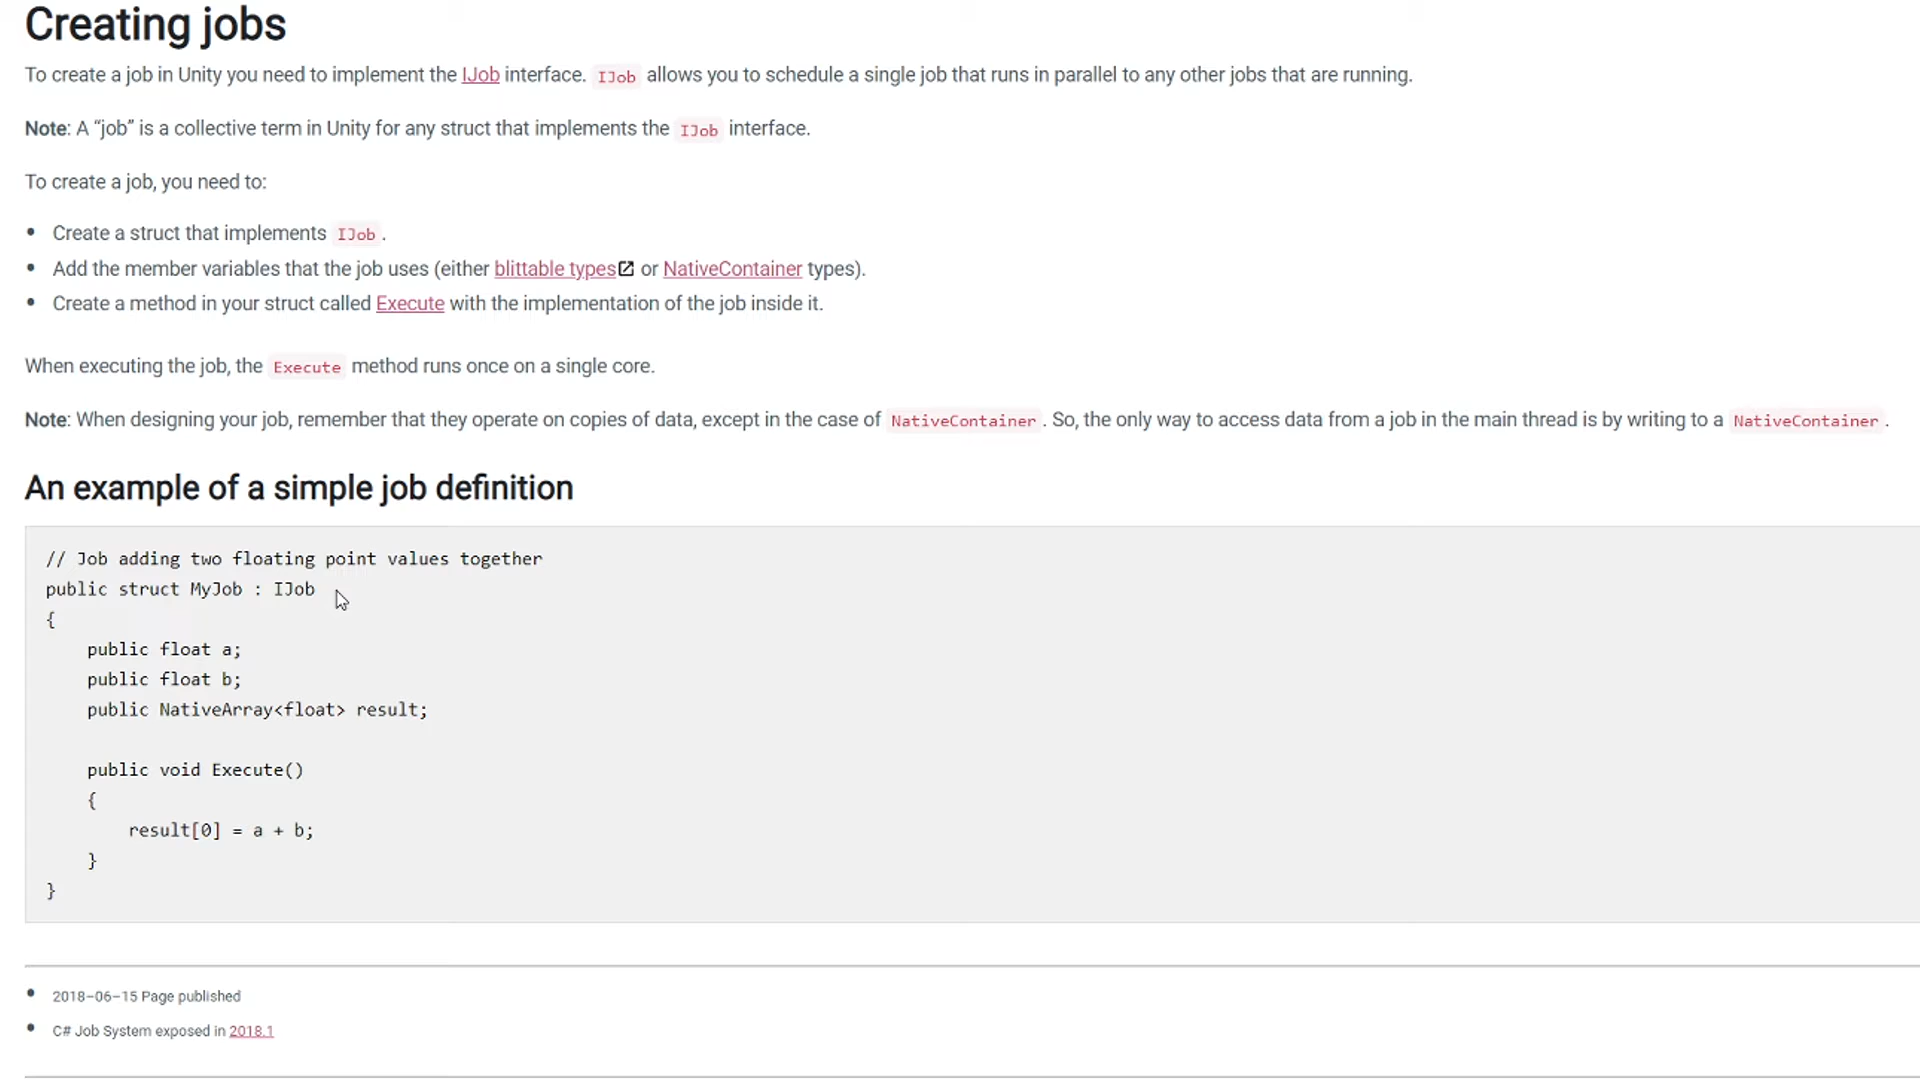 Creating jobs
To create a job in Unity you need to implement the IJob interface. IJob allows you to schedule a single job that runs in parallel to any other jobs that are running.
Note: A “job” is a collective term in Unity for any struct that implements the IJob interface.
To create a job, you need to:
• Create a struct that implements IJob.
• Add the member variables that the job uses (either blittable types or NativeContainer types).
• Create a method in your struct called Execute with the implementation of the job inside it.
When executing the job, the Execute method runs once on a single core.
Note: When designing your job, remember that they operate on copies of data, except in the case of NativeContainer. So, the only way to access data from a job in the main thread is by writing to a NativeContainer.
An example of a simple job definition
// Job adding two floating point values together
public struct MyJob : IJob
{
    public float a;
    public float b;
    public NativeArray<float> result;
    public void Execute()
    {
        result[0] = a + b;
    }
}
• 2018–06–15 Page published
• C# Job System exposed in 2018.1